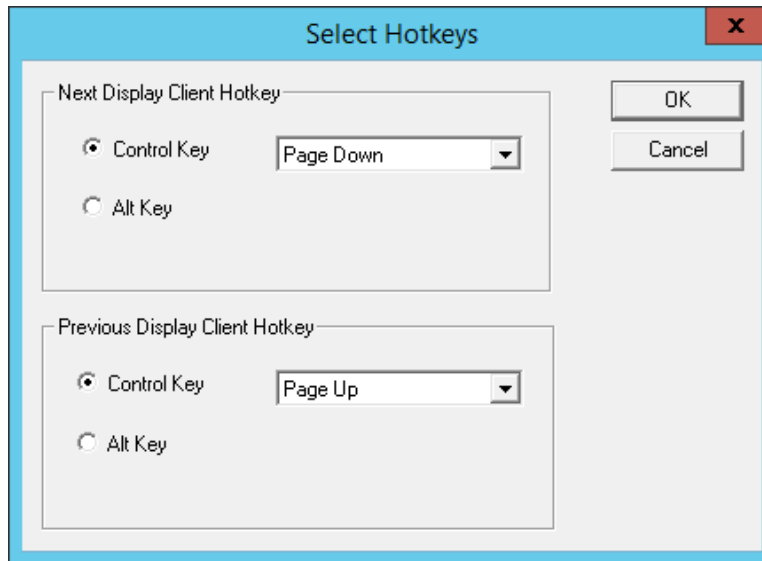 Select Hotkeys
x
Next Display Client Hotkey
Control Key
Page Down
Alt Key
OK
Cancel
Previous Display Client Hotkey
Control Key
Page Up
Alt Key